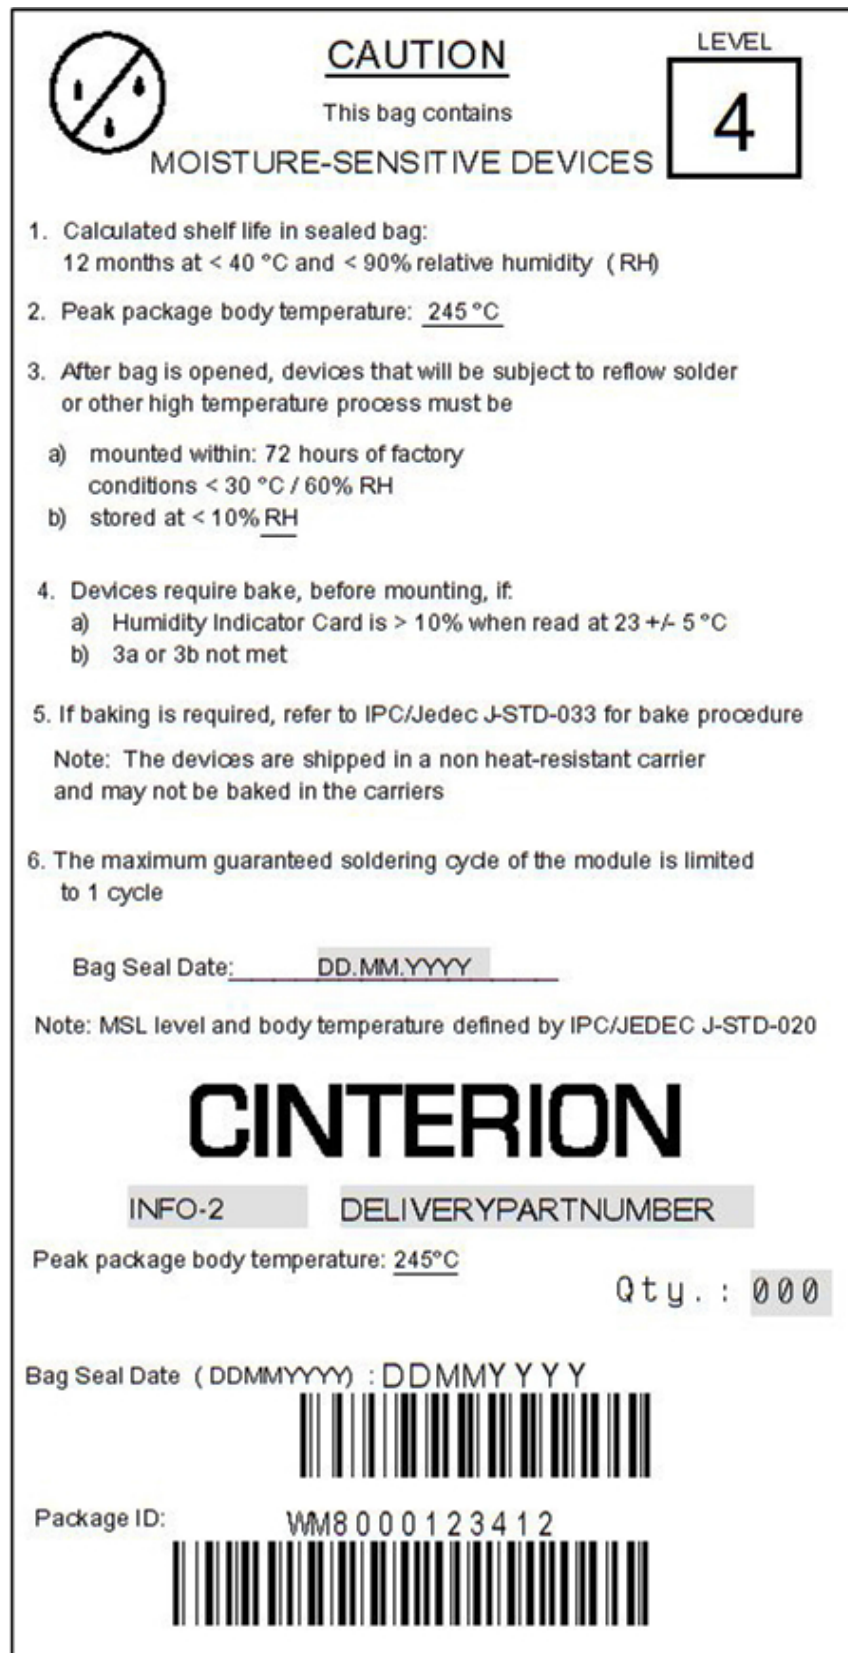 CAUTION
LEVEL
4
This bag contains
MOISTURE-SENSITIVE DEVICES
1. Calculated shelf life in sealed bag:
12 months at < 40 °C and < 90% relative humidity (RH)
2. Peak package body temperature: 245 °C
3. After bag is opened, devices that will be subject to reflow solder
or other high temperature process must be
a) mounted within: 72 hours of factory
conditions < 30 °C / 60% RH
b) stored at < 10% RH
4. Devices require bake, before mounting, if:
a) Humidity Indicator Card is > 10% when read at 23 +/- 5 °C
b) 3a or 3b not met
5. If baking is required, refer to IPC/Jedec J-STD-033 for bake procedure
Note: The devices are shipped in a non heat-resistant carrier
and may not be baked in the carriers
6. The maximum guaranteed soldering cycle of the module is limited
to 1 cycle
Bag Seal Date: DD.MM.YYYY
Note: MSL level and body temperature defined by IPC/JEDEC J-STD-020
CINTERION
INFO-2 DELIVERYPARTNUMBER
Peak package body temperature: 245°C
Qty.: 000
Bag Seal Date (DDMMYYYY) : DDMMYYYY
Package ID: WM8000123412